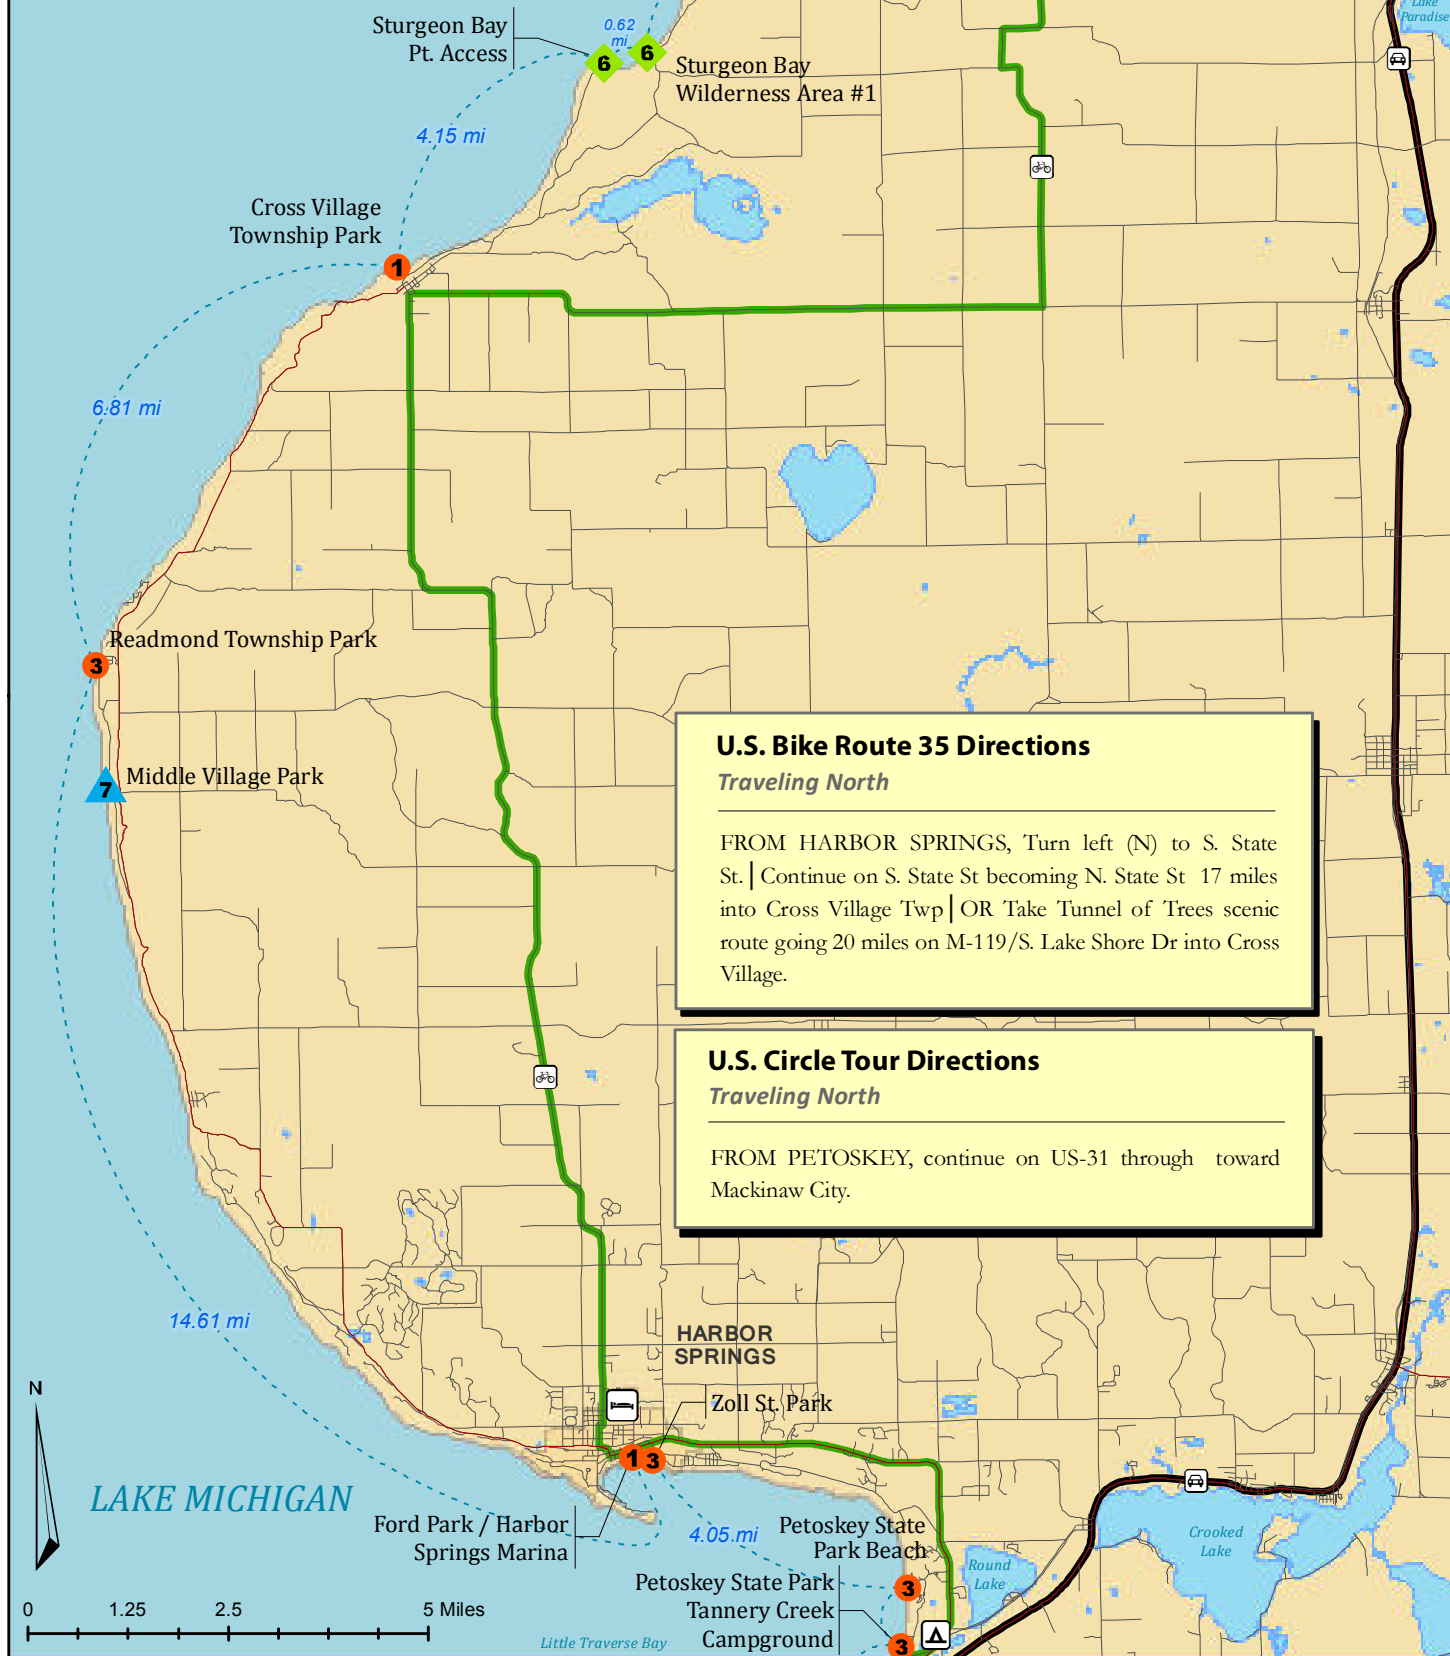 Lake
Paradise
Sturgeon Bay
Pt. Access
0.62
mi
6
6
Sturgeon Bay
Wilderness Area #1
4.15 mi
Cross Village
Township Park
1
6.81 mi
Readmond Township Park
3
Middle Village Park
7
U.S. Bike Route 35 Directions
Traveling North
FROM HARBOR SPRINGS, Turn left (N) to S. State
St. | Continue on S. State St becoming N. State St 17 miles
into Cross Village Twp | OR Take Tunnel of Trees scenic
route going 20 miles on M-119/S. Lake Shore Dr into Cross
Village.
U.S. Circle Tour Directions
Traveling North
FROM PETOSKEY, continue on US-31 through toward
Mackinaw City.
14.61 mi
HARBOR
SPRINGS
Zoll St. Park
1
3
N
LAKE MICHIGAN
Ford Park / Harbor
Springs Marina
4.05 mi
Petoskey State
Park Beach
3
Round
Lake
Crooked
Lake
Petoskey State Park
Tannery Creek
Campground
3
0 1.25 2.5 5 Miles
Little Traverse Bay